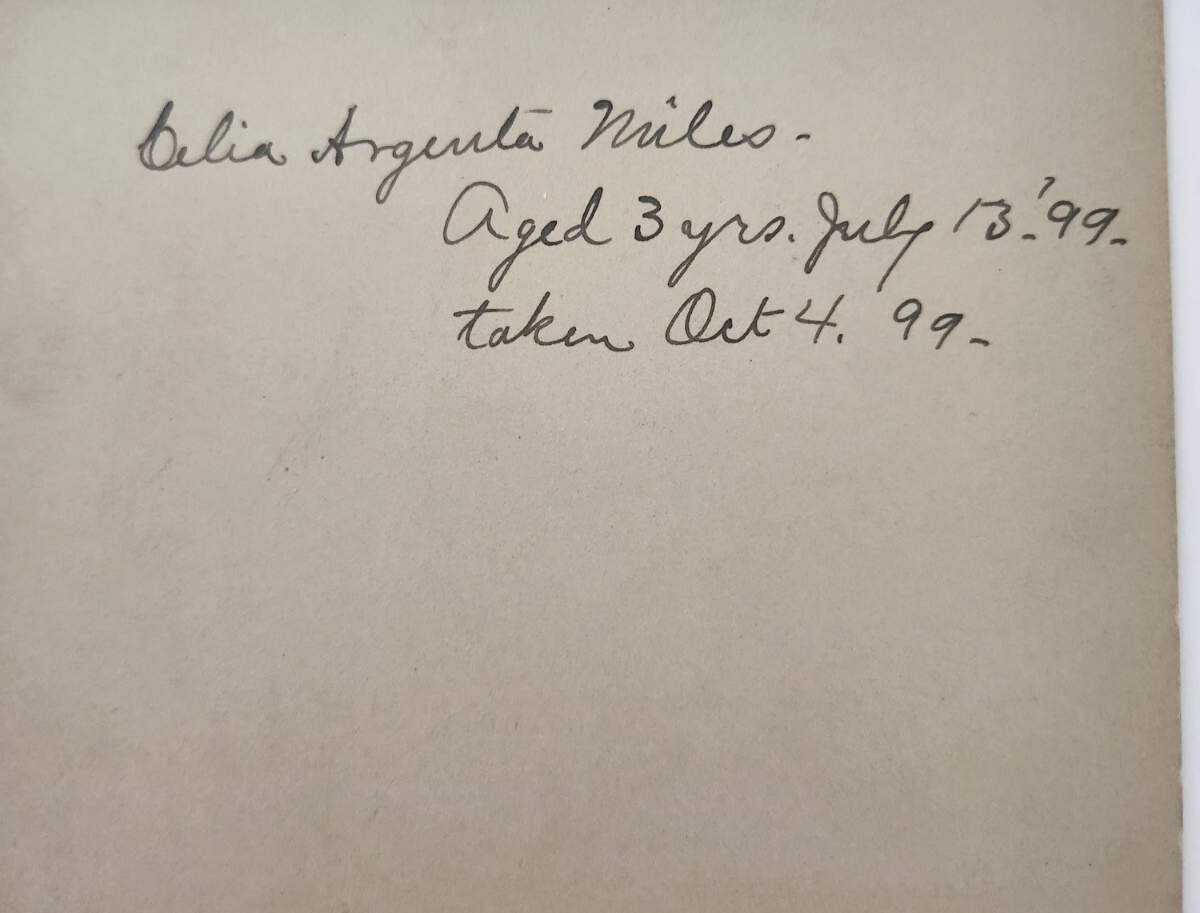 Celia Argenta Miles -
Aged 3 yrs. July 13 - '99 -
taken Oct 4. 99 -